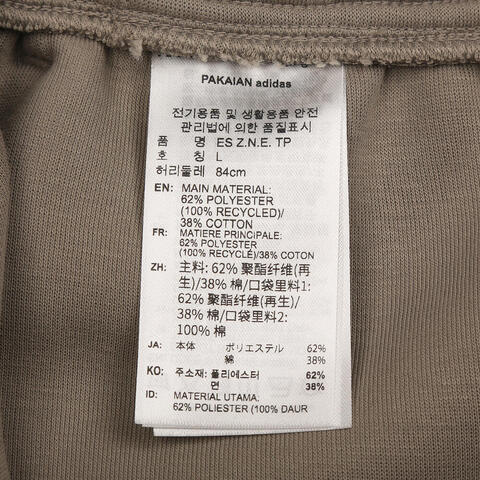 PAKAIAN adidas
전기용품 및 생활용품 안전
관리법에 의한 품질표시
품 명 ES Z.N.E. TP
호 칭 L
허리둘레 84cm
EN: MAIN MATERIAL:
62% POLYESTER
(100% RECYCLED)/
38% COTTON
FR: MATIERE PRINCIPALE:
62% POLYESTER
(100% RECYCLÉ)/38% COTON
ZH: 主料: 62% 聚酯纤维(再
生)/38% 棉/口袋里料1:
62% 聚酯纤维(再生)/
38% 棉/口袋里料2:
100% 棉
JA: 本体 ポリエステル 62%
綿 38%
KO: 주소재: 폴리에스터 62%
면 38%
ID: MATERIAL UTAMA:
62% POLIESTER (100% DAUR